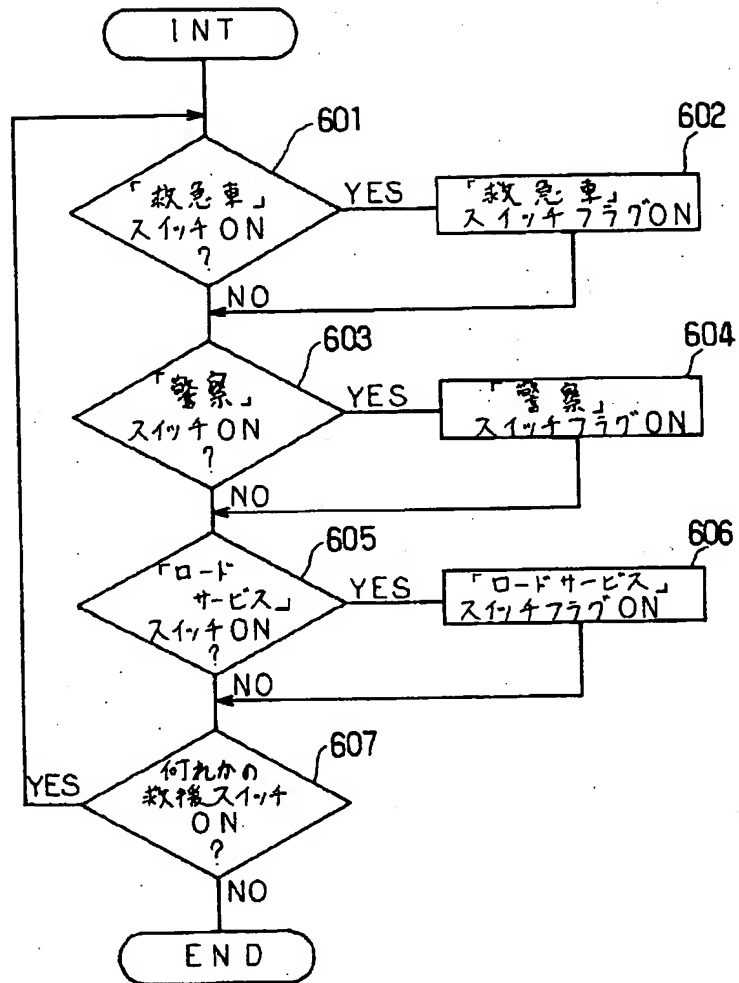 INT
601
602
「救急車」
スイッチON
?
YES
「救急車」
スイッチフラグON
NO
603
604
「警察」
スイッチON
?
YES
「警察」
スイッチフラグON
NO
605
606
「ロード
サービス」
スイッチON
?
YES
「ロードサービス」
スイッチフラグON
NO
607
何れかの
救援スイッチ
ON
?
YES
NO
END